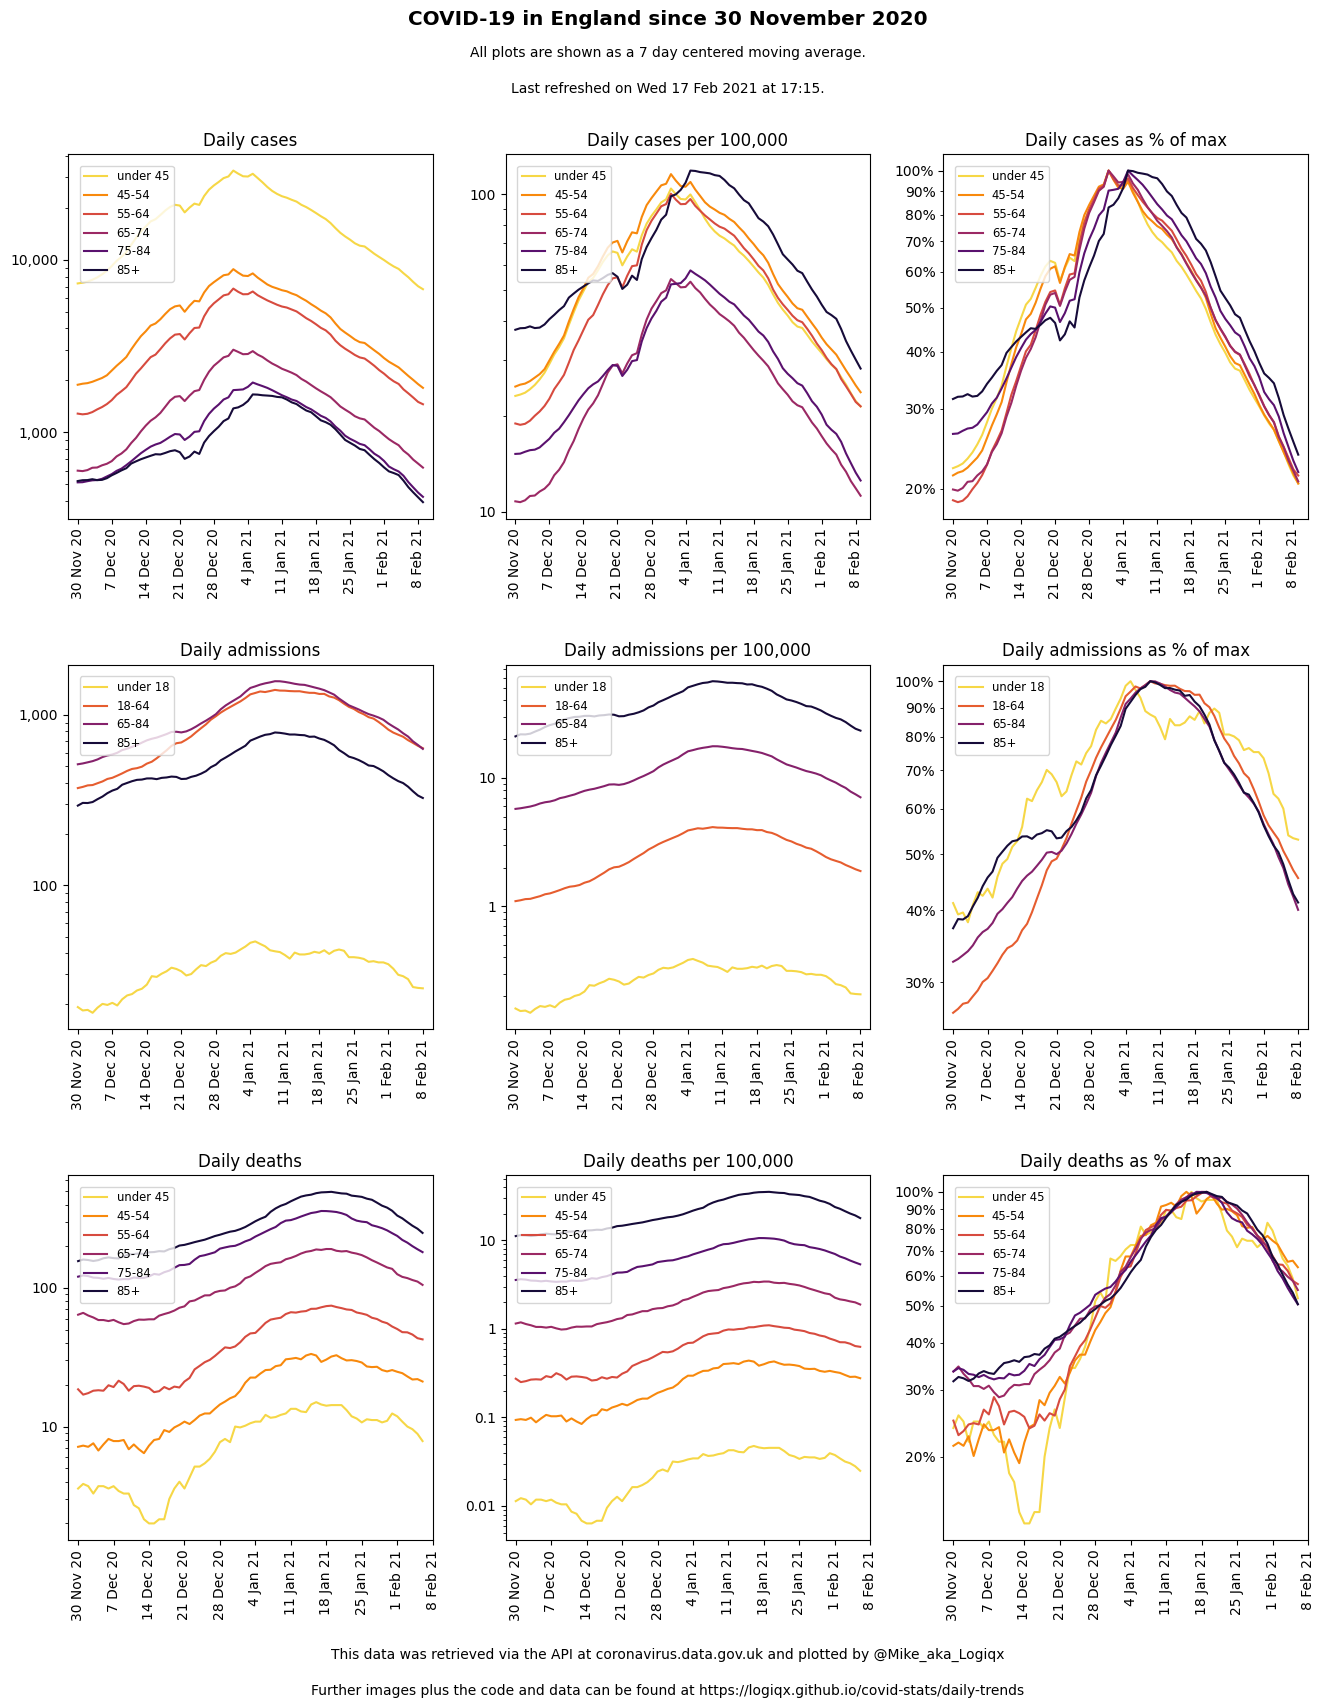 COVID-19 in England since 30 November 2020
All plots are shown as a 7 day centered moving average.
Last refreshed on Wed 17 Feb 2021 at 17:15.
Daily cases
under 45
45-54
55-64
65-74
75-84
85+
10,000
1,000
30 Nov 20
7 Dec 20
14 Dec 20
21 Dec 20
28 Dec 20
4 Jan 21
11 Jan 21
18 Jan 21
25 Jan 21
1 Feb 21
8 Feb 21
Daily cases per 100,000
under 45
45-54
55-64
65-74
75-84
85+
100
10
30 Nov 20
7 Dec 20
14 Dec 20
21 Dec 20
28 Dec 20
4 Jan 21
11 Jan 21
18 Jan 21
25 Jan 21
1 Feb 21
8 Feb 21
Daily cases as % of max
under 45
45-54
55-64
65-74
75-84
85+
100%
90%
80%
70%
60%
50%
40%
30%
20%
30 Nov 20
7 Dec 20
14 Dec 20
21 Dec 20
28 Dec 20
4 Jan 21
11 Jan 21
18 Jan 21
25 Jan 21
1 Feb 21
8 Feb 21
Daily admissions
under 18
18-64
65-84
85+
1,000
100
30 Nov 20
7 Dec 20
14 Dec 20
21 Dec 20
28 Dec 20
4 Jan 21
11 Jan 21
18 Jan 21
25 Jan 21
1 Feb 21
8 Feb 21
Daily admissions per 100,000
under 18
18-64
65-84
85+
10
1
30 Nov 20
7 Dec 20
14 Dec 20
21 Dec 20
28 Dec 20
4 Jan 21
11 Jan 21
18 Jan 21
25 Jan 21
1 Feb 21
8 Feb 21
Daily admissions as % of max
under 18
18-64
65-84
85+
100%
90%
80%
70%
60%
50%
40%
30%
30 Nov 20
7 Dec 20
14 Dec 20
21 Dec 20
28 Dec 20
4 Jan 21
11 Jan 21
18 Jan 21
25 Jan 21
1 Feb 21
8 Feb 21
Daily deaths
under 45
45-54
55-64
65-74
75-84
85+
100
10
30 Nov 20
7 Dec 20
14 Dec 20
21 Dec 20
28 Dec 20
4 Jan 21
11 Jan 21
18 Jan 21
25 Jan 21
1 Feb 21
8 Feb 21
Daily deaths per 100,000
under 45
45-54
55-64
65-74
75-84
85+
10
1
0.1
0.01
30 Nov 20
7 Dec 20
14 Dec 20
21 Dec 20
28 Dec 20
4 Jan 21
11 Jan 21
18 Jan 21
25 Jan 21
1 Feb 21
8 Feb 21
Daily deaths as % of max
under 45
45-54
55-64
65-74
75-84
85+
100%
90%
80%
70%
60%
50%
40%
30%
20%
30 Nov 20
7 Dec 20
14 Dec 20
21 Dec 20
28 Dec 20
4 Jan 21
11 Jan 21
18 Jan 21
25 Jan 21
1 Feb 21
8 Feb 21
This data was retrieved via the API at coronavirus.data.gov.uk and plotted by @Mike_aka_Logiqx
Further images plus the code and data can be found at https://logiqx.github.io/covid-stats/daily-trends